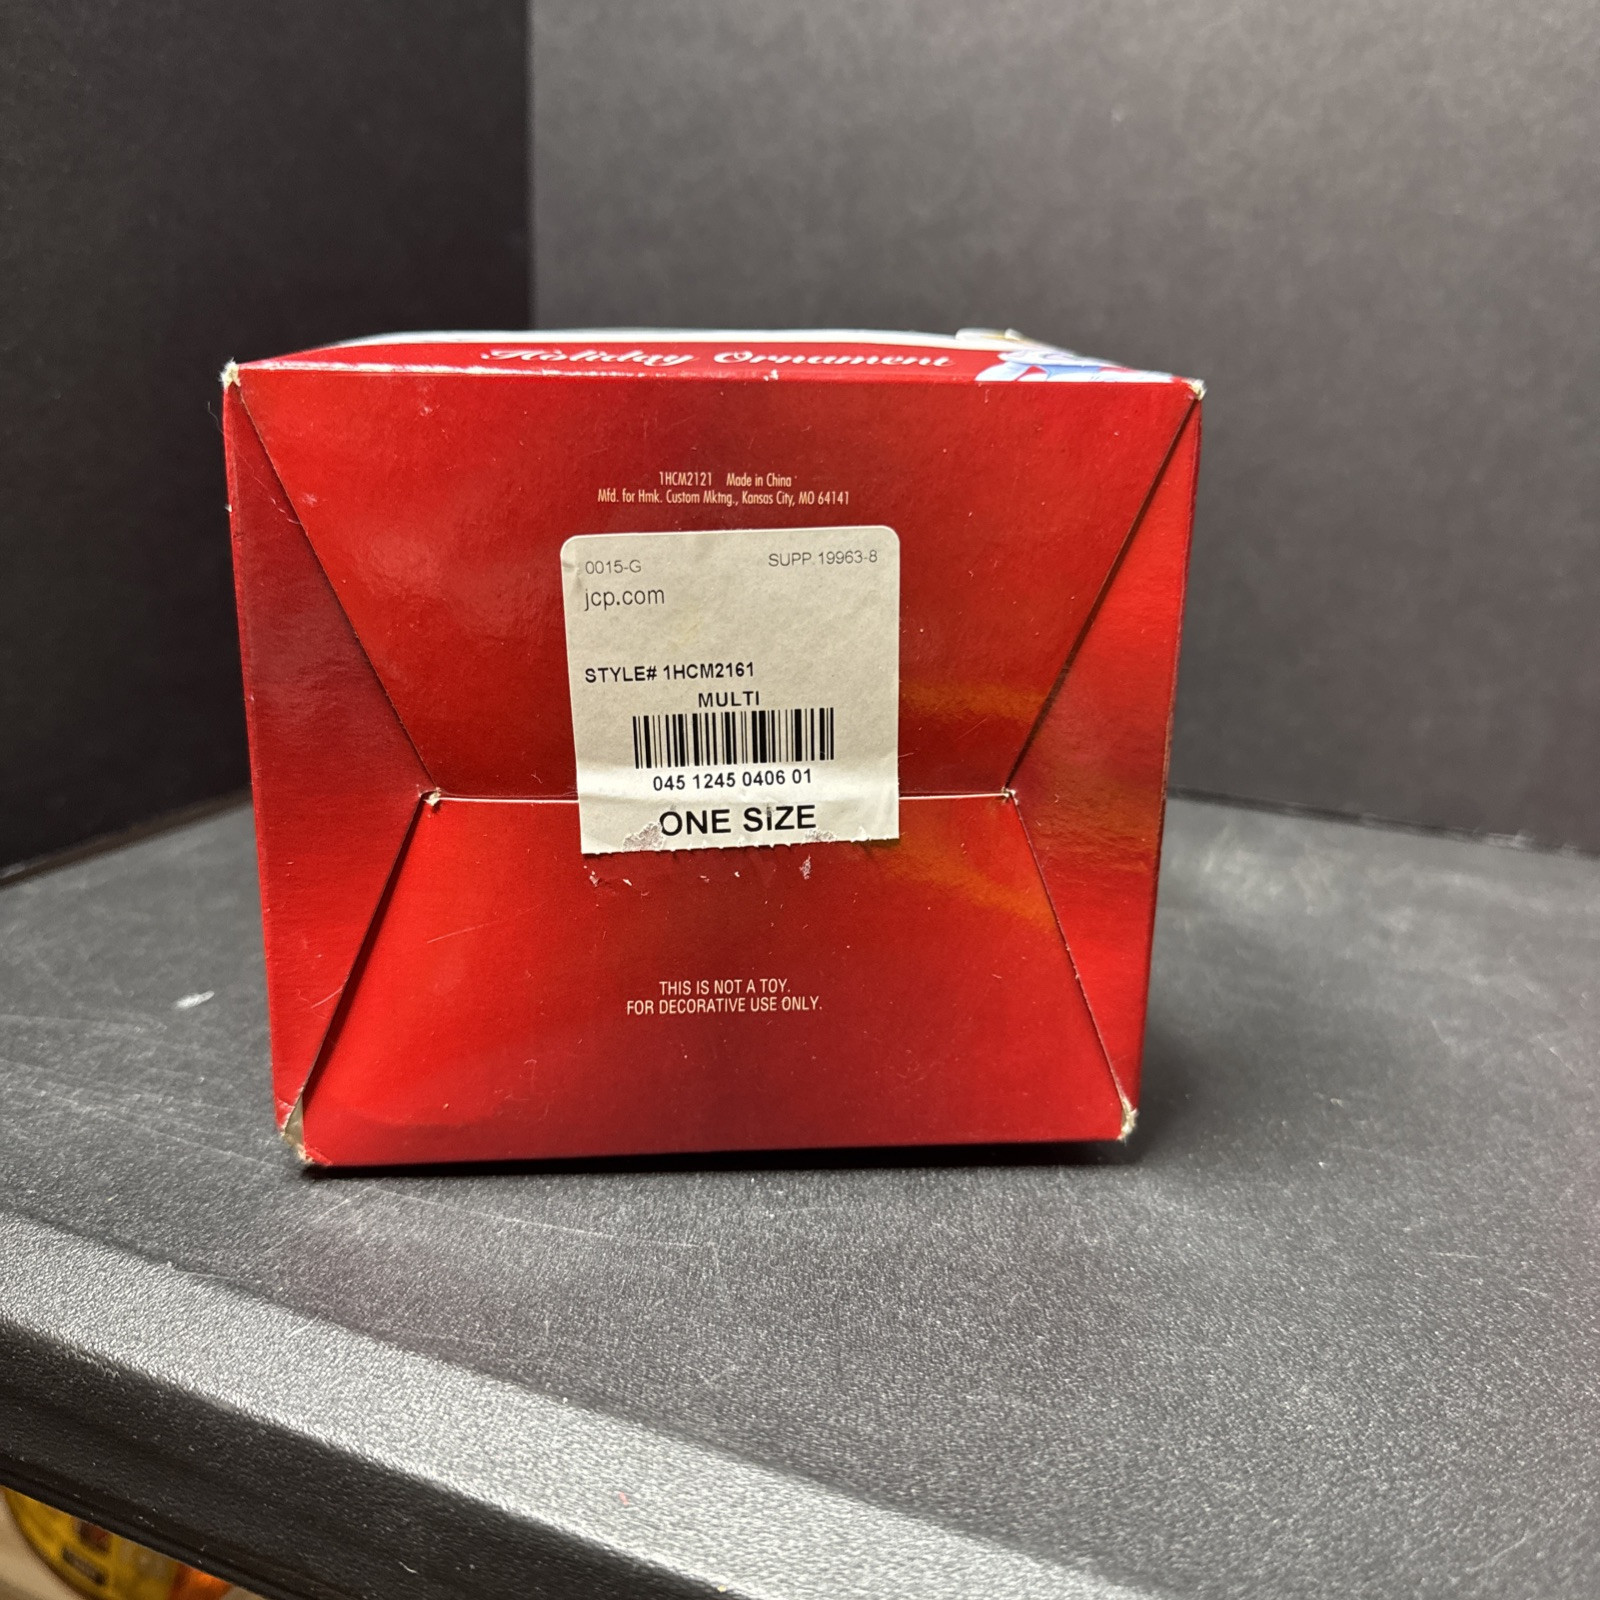 Holiday Ornament
1HCM2121 Made in China
Mfd. for Hmk. Custom Mktng., Kansas City, MO 64141
0015-G SUPP 19963-8
jcp.com
STYLE# 1HCM2161
MULTI
045 1245 0406 01
ONE SIZE
THIS IS NOT A TOY.
FOR DECORATIVE USE ONLY.